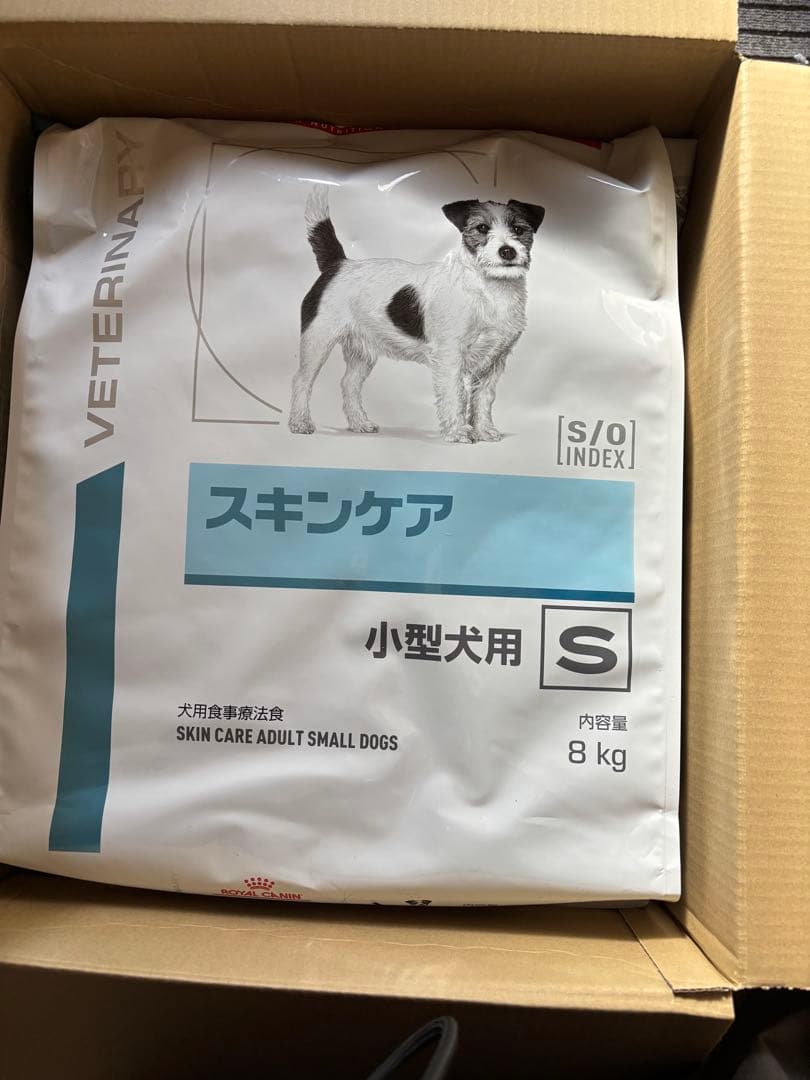 NUTRITION
VETERINARY
[S/O]
INDEX
スキンケア
小型犬用 S
犬用食事療法食
SKIN CARE ADULT SMALL DOGS
内容量
8 kg
ROYAL CANIN